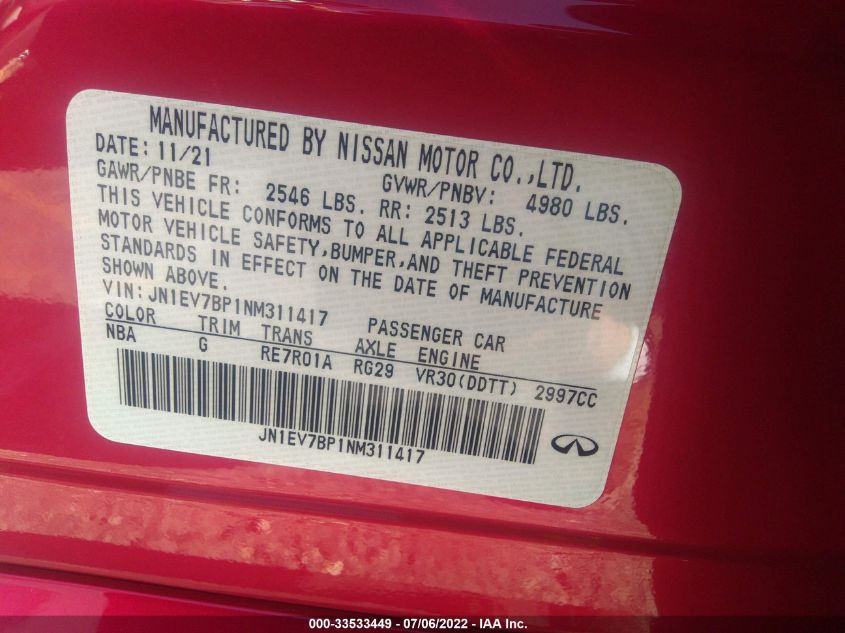 MANUFACTURED BY NISSAN MOTOR CO.,LTD.
DATE: 11/21 GVWR/PNBV: 4980 LBS.
GAWR/PNBE FR: 2546 LBS. RR: 2513 LBS.
THIS VEHICLE CONFORMS TO ALL APPLICABLE FEDERAL
MOTOR VEHICLE SAFETY,BUMPER,AND THEFT PREVENTION
STANDARDS IN EFFECT ON THE DATE OF MANUFACTURE
SHOWN ABOVE.
VIN:JN1EV7BP1NM311417 PASSENGER CAR
COLOR TRIM TRANS AXLE ENGINE
NBA G RE7R01A RG29 VR30(DDTT) 2997CC
JN1EV7BP1NM311417
000-33533449 - 07/06/2022 - IAA Inc.